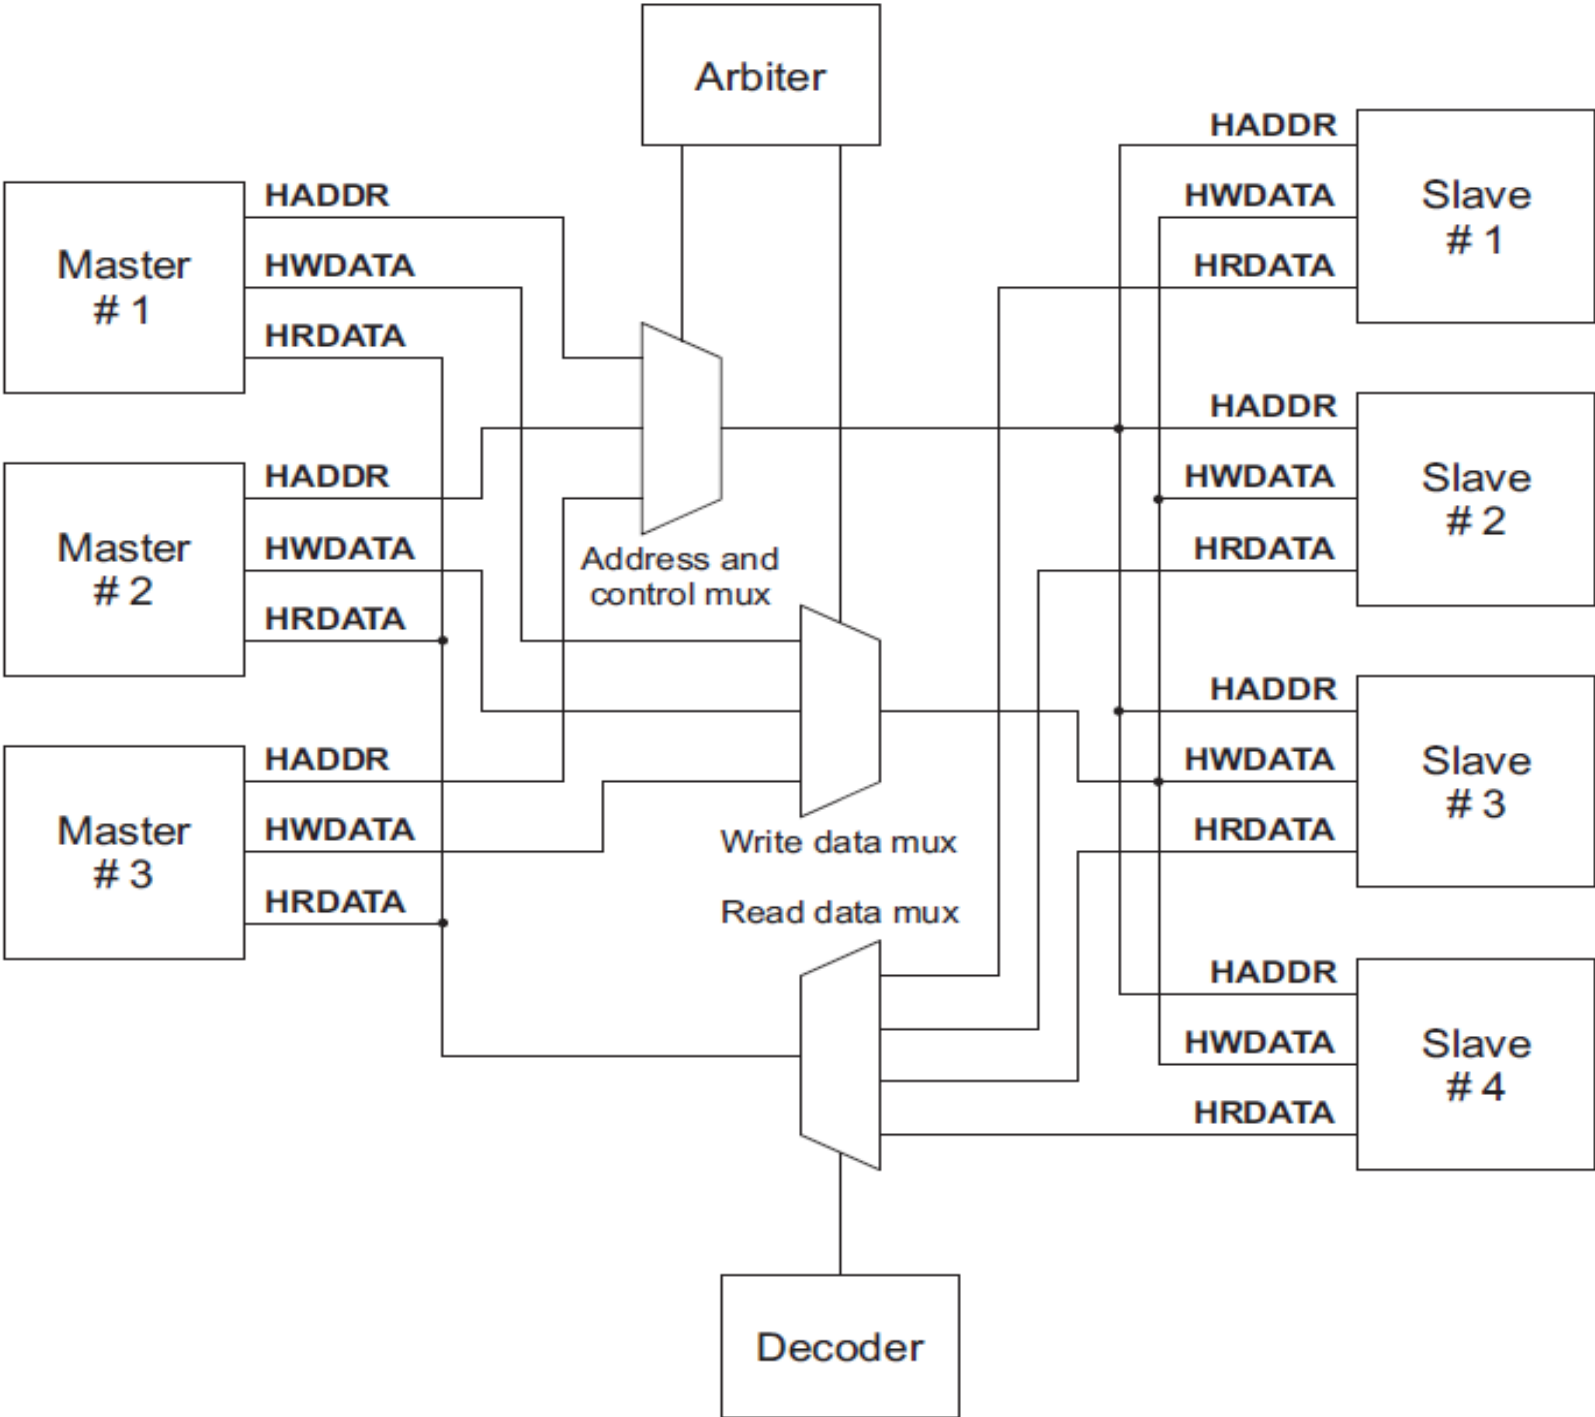 Arbiter
Master
# 1
HADDR
HWDATA
HRDATA
Master
# 2
HADDR
HWDATA
HRDATA
Master
# 3
HADDR
HWDATA
HRDATA
Address and
control mux
Write data mux
Read data mux
HADDR
HWDATA
HRDATA
Slave
# 1
HADDR
HWDATA
HRDATA
Slave
# 2
HADDR
HWDATA
HRDATA
Slave
# 3
HADDR
HWDATA
HRDATA
Slave
# 4
Decoder